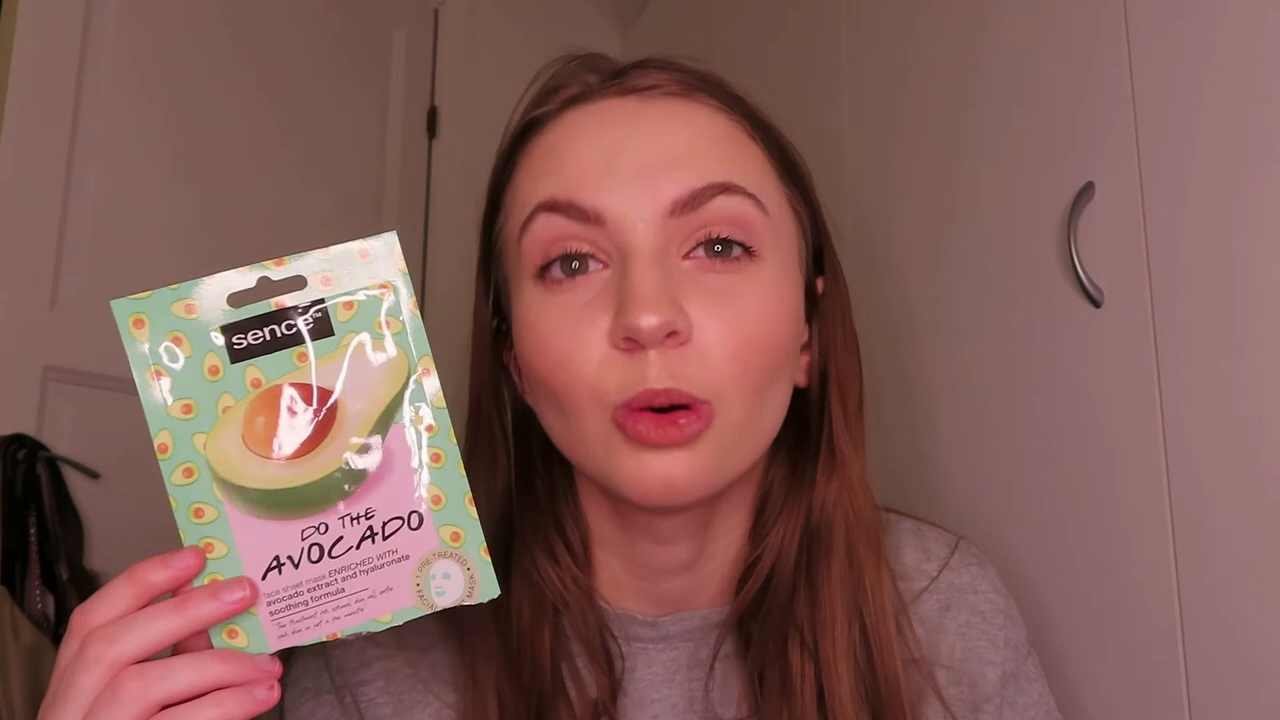 sence™
DO THE
AVOCADO
face sheet mask ENRICHED WITH
avocado extract and hyaluronate
soothing formula
1 PRE-TREATED
FACIAL MASK